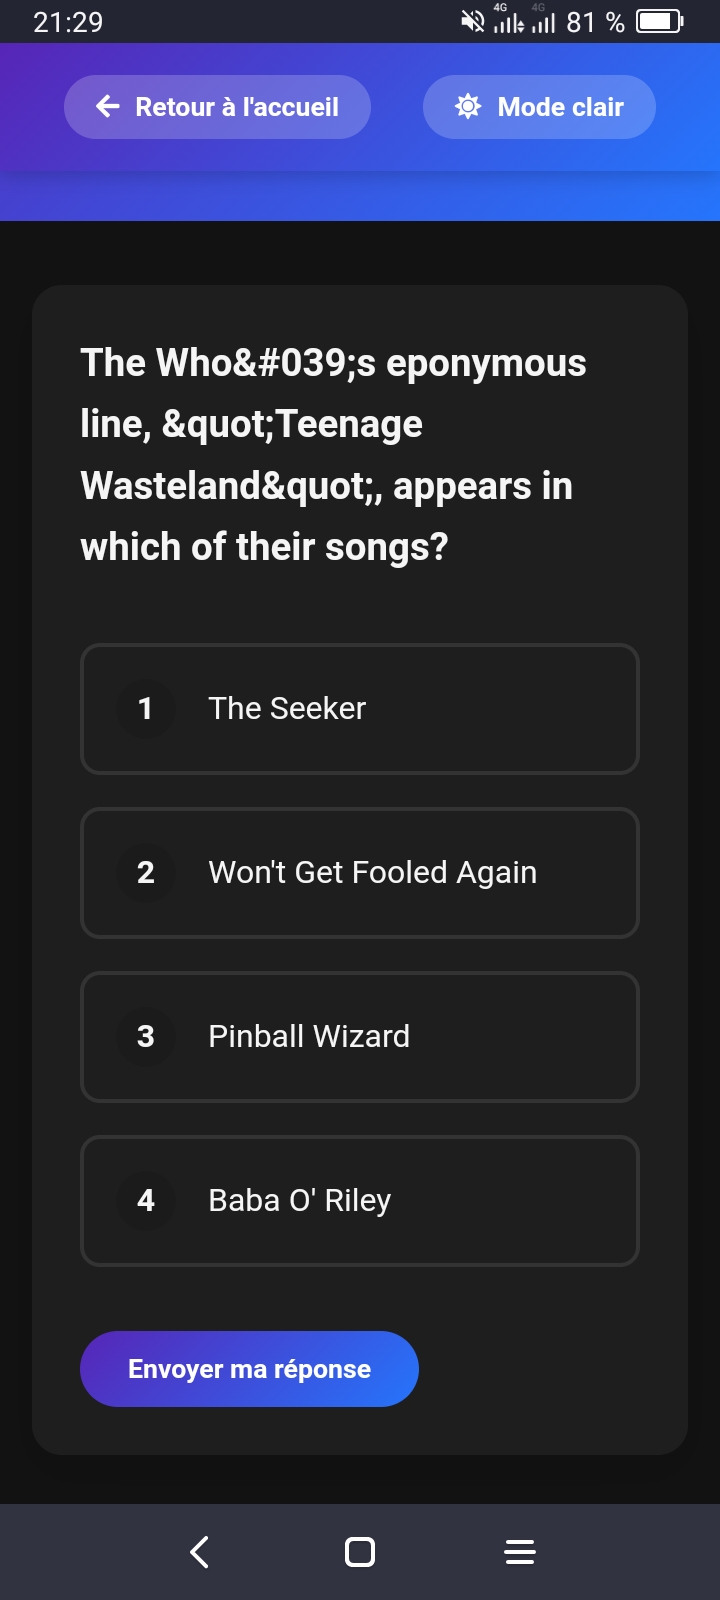 21:29
4G 4G 81 %
Retour à l'accueil
Mode clair
The Who&#039;s eponymous
line, &quot;Teenage
Wasteland&quot;, appears in
which of their songs?
1 The Seeker
2 Won't Get Fooled Again
3 Pinball Wizard
4 Baba O' Riley
Envoyer ma réponse